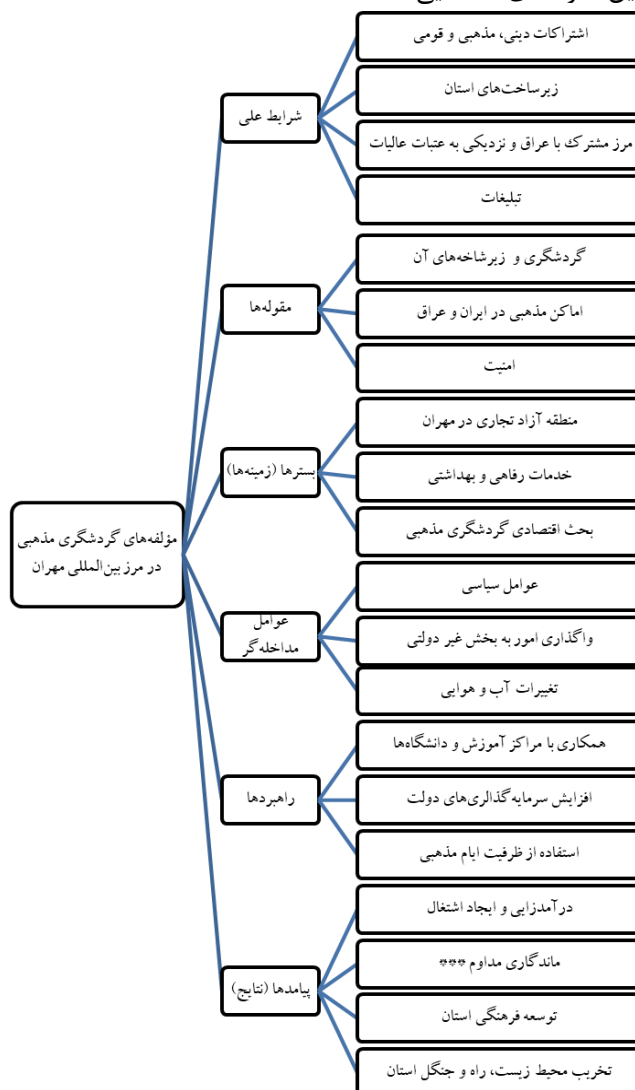 مؤلفه‌های گردشگری مذهبی
در مرز بین‌المللی مهران
شرایط علی
اشتراکات دینی، مذهبی و قومی
زیرساخت‌های استان
مرز مشترک با عراق و نزدیکی به عتبات عالیات
تبلیغات
مقوله‌ها
گردشگری و زیرشاخه‌های آن
اماکن مذهبی در ایران و عراق
امنیت
بسترها (زمینه‌ها)
منطقه آزاد تجاری در مهران
خدمات رفاهی و بهداشتی
بحث اقتصادی گردشگری مذهبی
عوامل
مداخله‌گر
عوامل سیاسی
واگذاری امور به بخش غیر دولتی
تغییرات آب و هوایی
راهبردها
همکاری با مراکز آموزش و دانشگاه‌ها
افزایش سرمایه‌گذالری‌های دولت
استفاده از ظرفیت ایام مذهبی
پیامدها (نتایج)
درآمدزایی و ایجاد اشتغال
ماندگاری مداوم ***
توسعه فرهنگی استان
تخریب محیط زیست، راه و جنگل استان